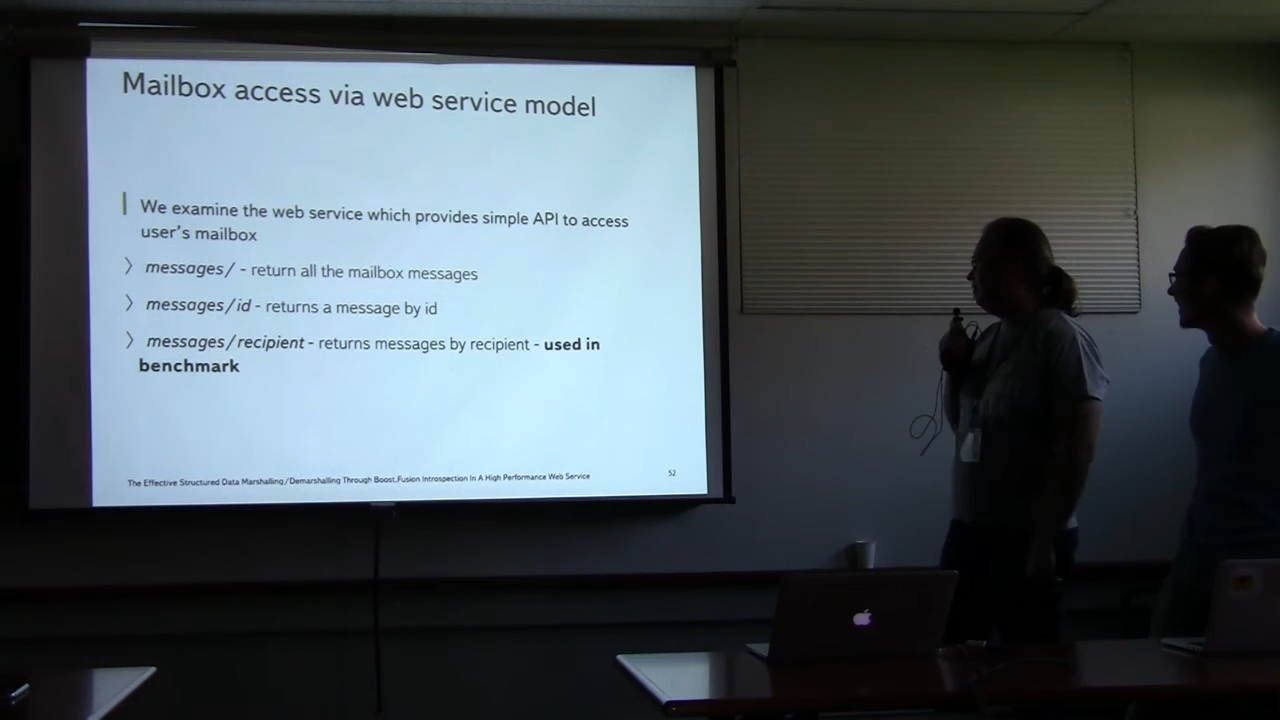 Mailbox access via web service model
We examine the web service which provides simple API to access
user's mailbox
〉 messages/ - return all the mailbox messages
〉 messages/id - returns a message by id
〉 messages/recipient - returns messages by recipient - used in
benchmark
The Effective Structured Data Marshalling/Demarshalling Through Boost.Fusion Introspection In A High Performance Web Service
52